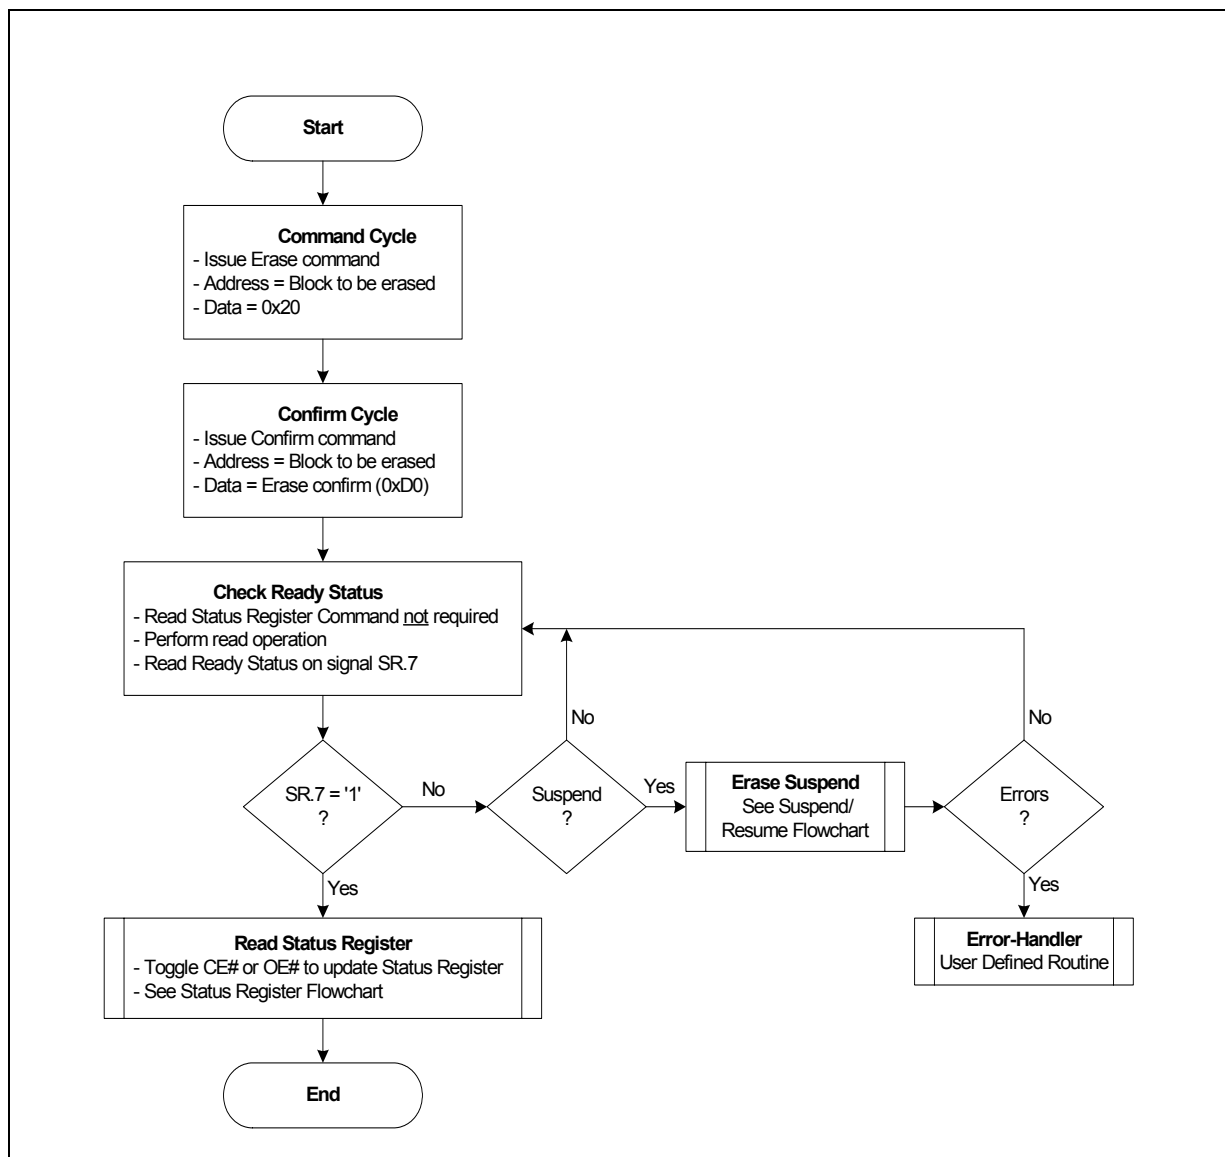 Start
Command Cycle
- Issue Erase command
- Address = Block to be erased
- Data = 0x20
Confirm Cycle
- Issue Confirm command
- Address = Block to be erased
- Data = Erase confirm (0xD0)
Check Ready Status
- Read Status Register Command not required
- Perform read operation
- Read Ready Status on signal SR.7
No
No
SR.7 = '1'
?
No
Suspend
?
Yes
Erase Suspend
See Suspend/
Resume Flowchart
Errors
?
Yes
Yes
Read Status Register
- Toggle CE# or OE# to update Status Register
- See Status Register Flowchart
Error-Handler
User Defined Routine
End